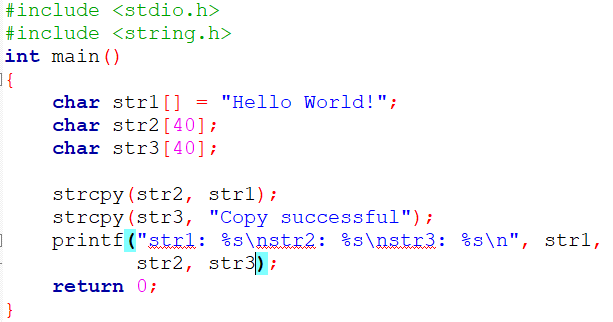 #include <stdio.h>
#include <string.h>
int main()
{
    char str1[] = "Hello World!";
    char str2[40];
    char str3[40];

    strcpy(str2, str1);
    strcpy(str3, "Copy successful");
    printf("str1: %s\nstr2: %s\nstr3: %s\n", str1,
           str2, str3);
    return 0;
}